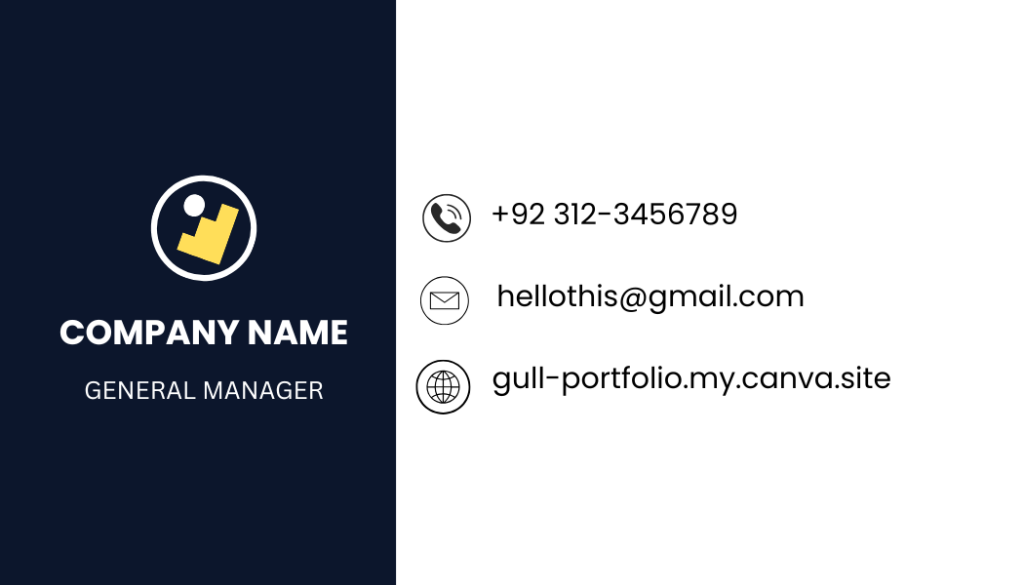 COMPANY NAME
GENERAL MANAGER
+92 312-3456789
hellothis@gmail.com
gull-portfolio.my.canva.site